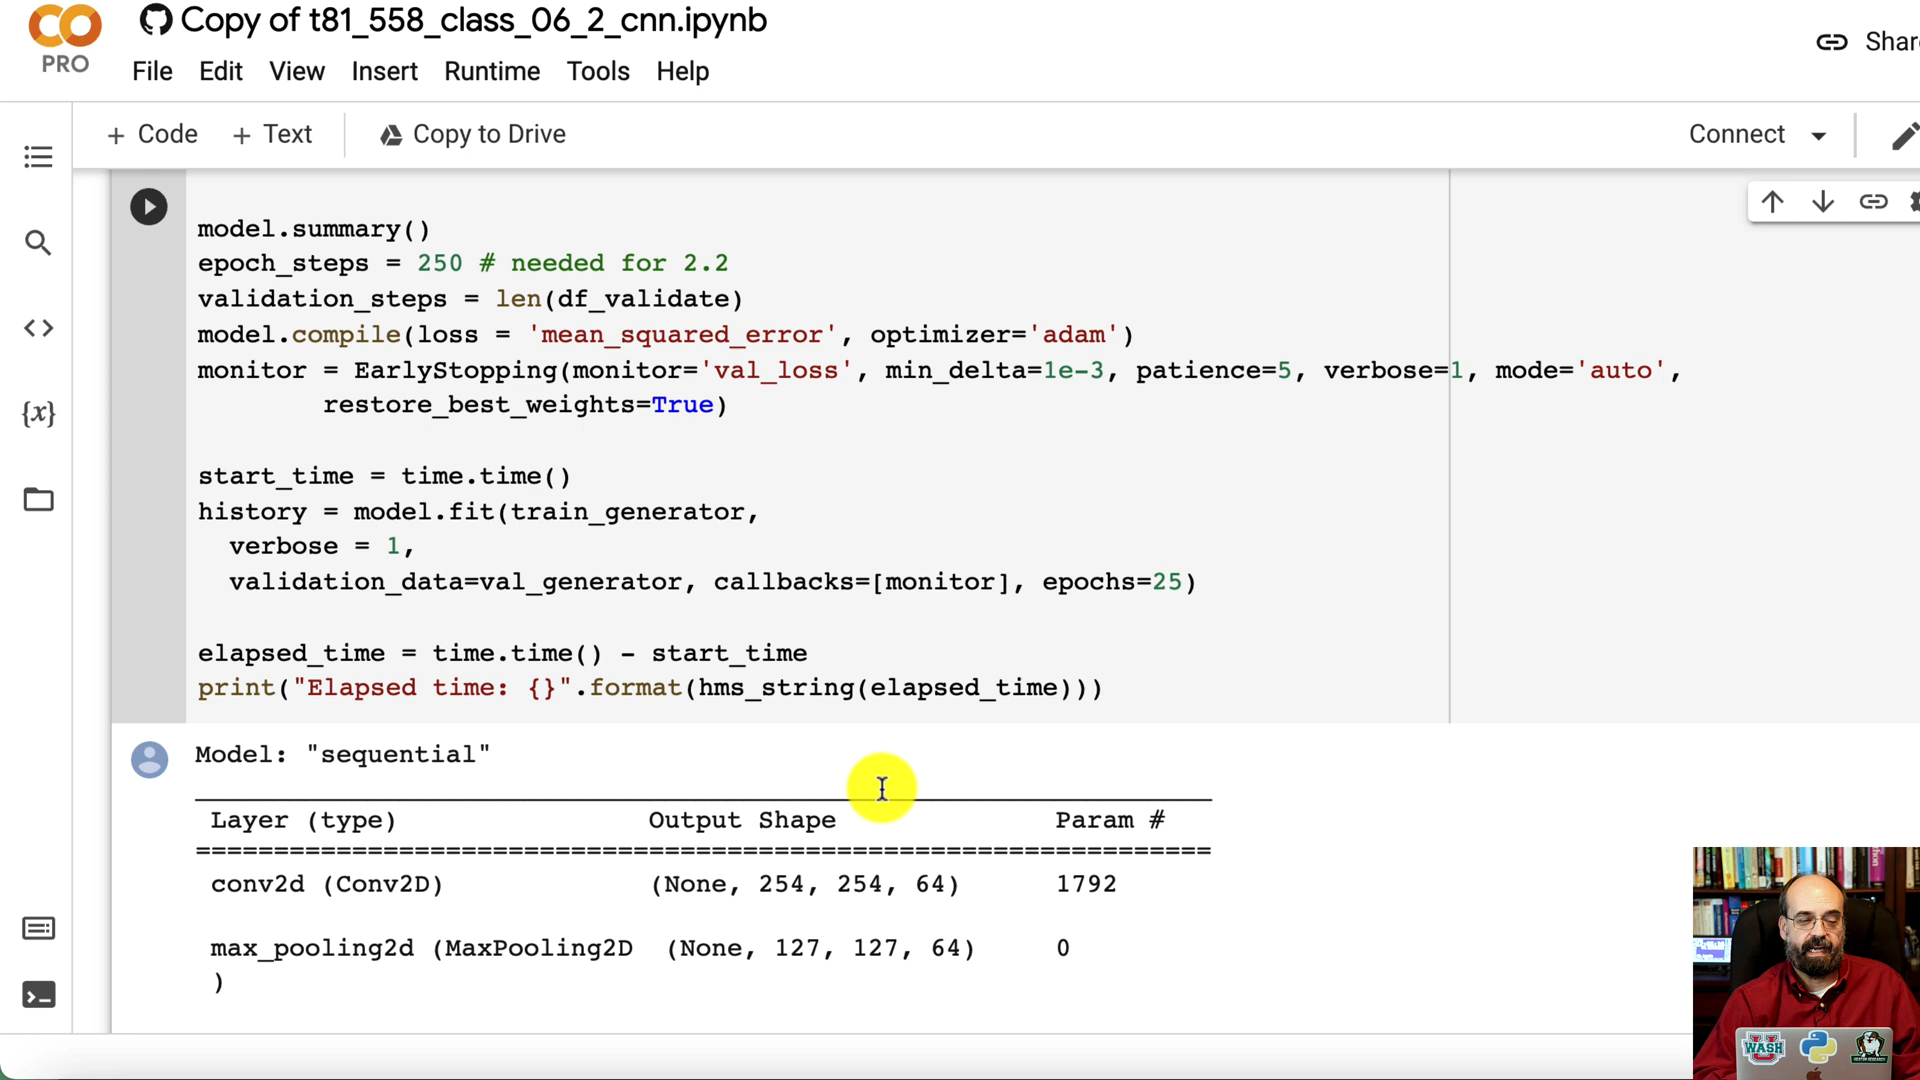 Copy of t81_558_class_06_2_cnn.ipynb
PRO
File Edit View Insert Runtime Tools Help
Shar
+ Code + Text Copy to Drive
Connect
model.summary()
epoch_steps = 250 # needed for 2.2
validation_steps = len(df_validate)
model.compile(loss = 'mean_squared_error', optimizer='adam')
monitor = EarlyStopping(monitor='val_loss', min_delta=1e-3, patience=5, verbose=1, mode='auto',
restore_best_weights=True)
start_time = time.time()
history = model.fit(train_generator,
verbose = 1,
validation_data=val_generator, callbacks=[monitor], epochs=25)
elapsed_time = time.time() - start_time
print("Elapsed time: {}".format(hms_string(elapsed_time)))
Model: "sequential"
Layer (type) Output Shape Param #
=================================================================
conv2d (Conv2D) (None, 254, 254, 64) 1792
max_pooling2d (MaxPooling2D (None, 127, 127, 64) 0
)
{x}
WASH